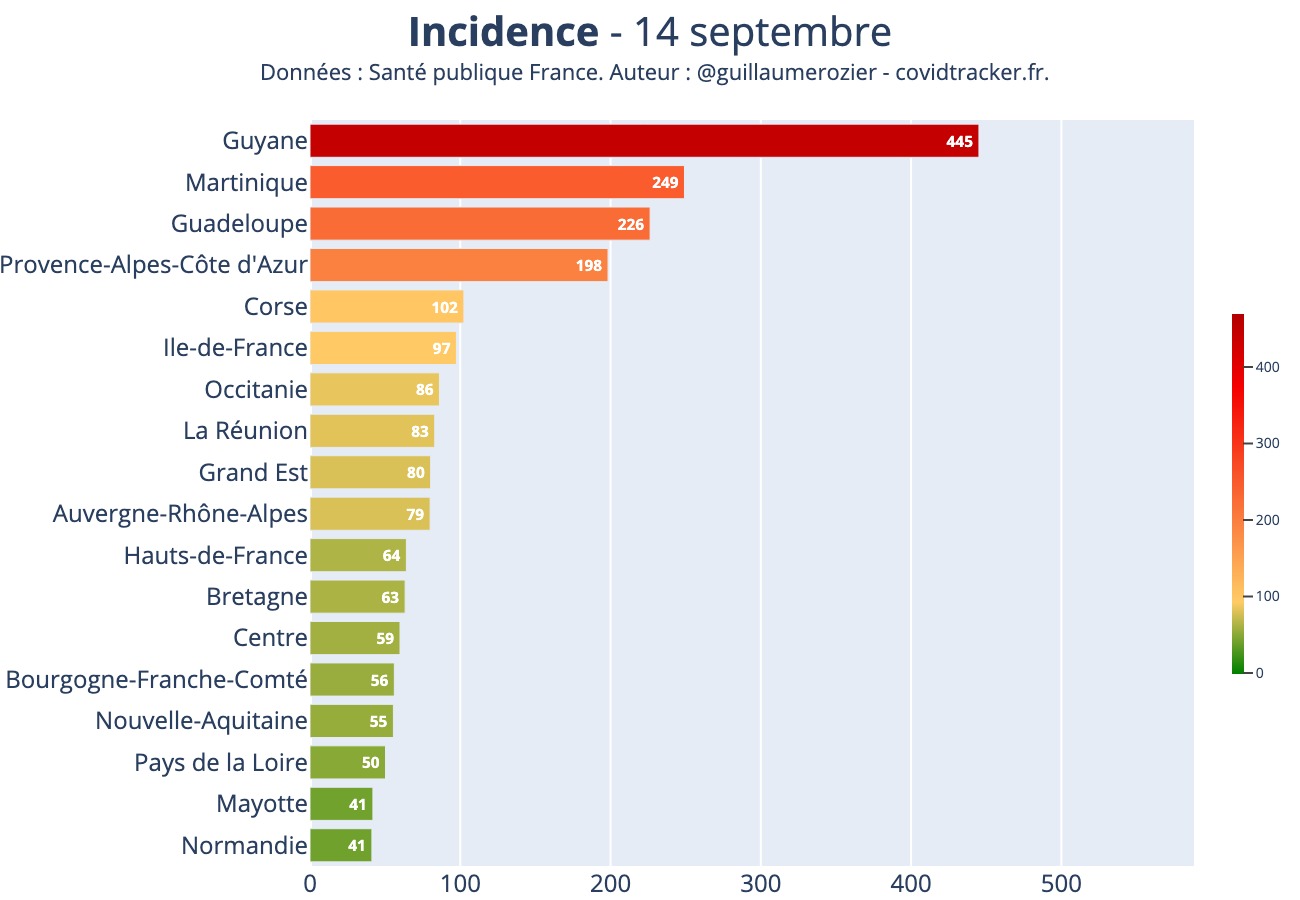 Incidence - 14 septembre
Données : Santé publique France. Auteur : @guillaumerozier - covidtracker.fr.
Guyane 445
Martinique 249
Guadeloupe 226
Provence-Alpes-Côte d'Azur 198
Corse 102
Ile-de-France 97
Occitanie 86
La Réunion 83
Grand Est 80
Auvergne-Rhône-Alpes 79
Hauts-de-France 64
Bretagne 63
Centre 59
Bourgogne-Franche-Comté 56
Nouvelle-Aquitaine 55
Pays de la Loire 50
Mayotte 41
Normandie 41
0 100 200 300 400 500
400
300
200
100
0